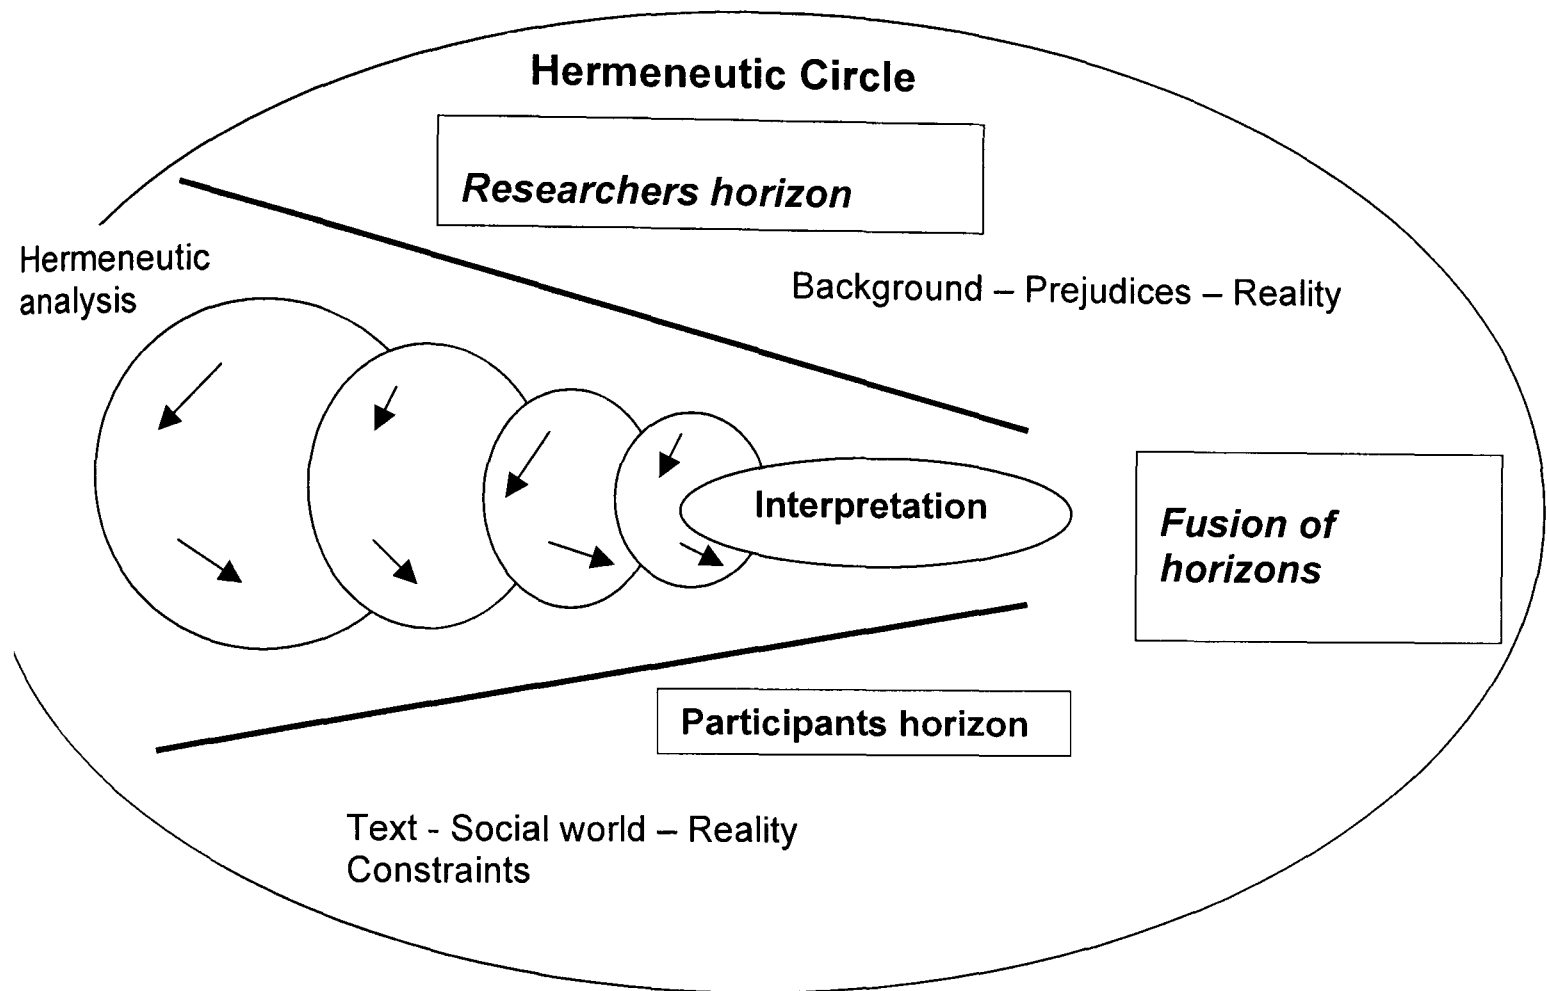 Hermeneutic Circle
Researchers horizon
Hermeneutic
analysis
Background – Prejudices – Reality
Interpretation
Fusion of
horizons
Participants horizon
Text - Social world – Reality
Constraints